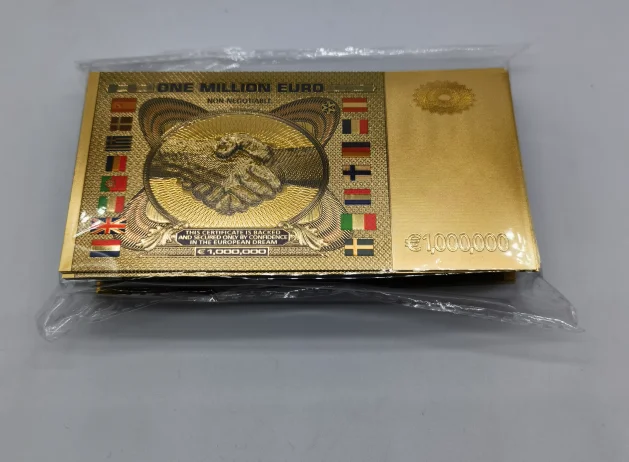 ONE MILLION EURO
NON-NEGOTIABLE
THIS CERTIFICATE IS BACKED
AND SECURED ONLY BY CONFIDENCE
IN THE EUROPEAN DREAM
€1,000,000
€1,000,000